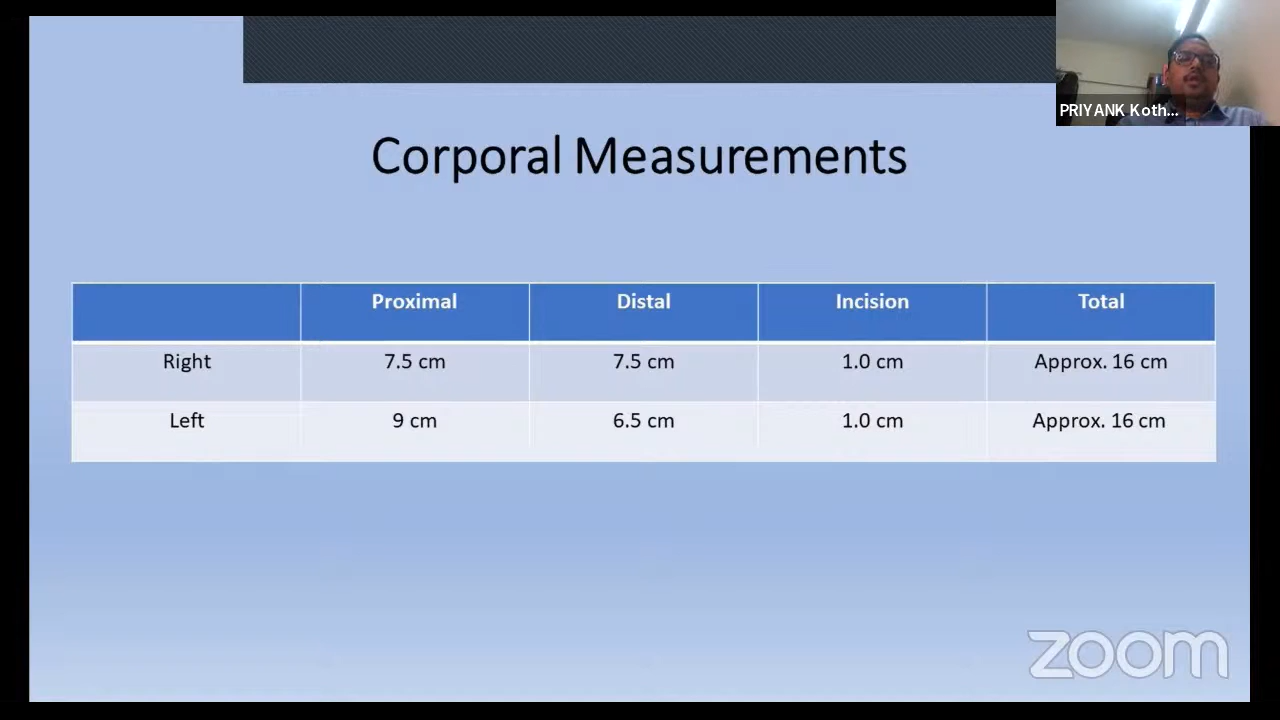 PRIYANK Koth...
Corporal Measurements
Proximal Distal Incision Total
Right 7.5 cm 7.5 cm 1.0 cm Approx. 16 cm
Left 9 cm 6.5 cm 1.0 cm Approx. 16 cm
zoom